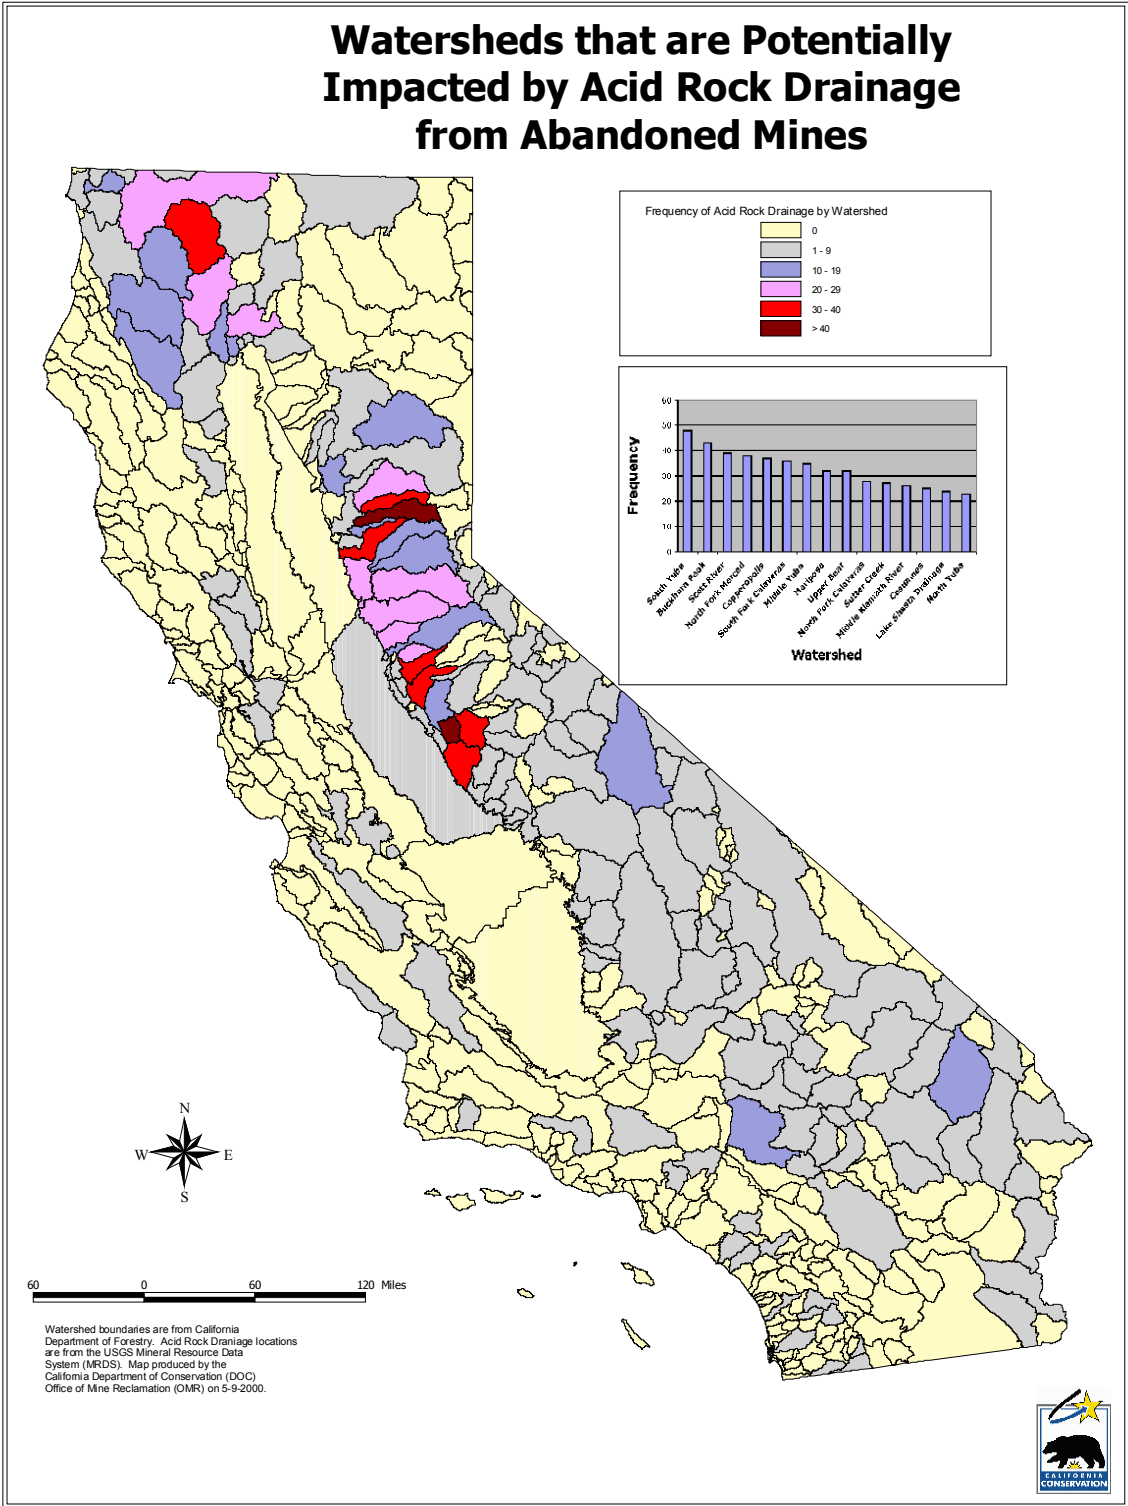 Watersheds that are Potentially
Impacted by Acid Rock Drainage
from Abandoned Mines
Frequency of Acid Rock Drainage by Watershed
0
1 - 9
10 - 19
20 - 29
30 - 40
> 40
60
50
40
30
20
10
0
Frequency
South Yuba
Buckhorn Peak
Scott River
North Fork Merced
Copperopolis
South Fork Calaveras
Middle Yuba
Mariposa
Upper Bear
North Fork Calaveras
Sutter Creek
Middle Klamath River
Cosumnes
Lake Shasta Drainage
North Yuba
Watershed
N
W
E
S
60
0
60
120 Miles
Watershed boundaries are from California
Department of Forestry. Acid Rock Draniage locations
are from the USGS Mineral Resource Data
System (MRDS). Map produced by the
California Department of Conservation (DOC)
Office of Mine Reclamation (OMR) on 5-9-2000.
CALIFORNIA
CONSERVATION